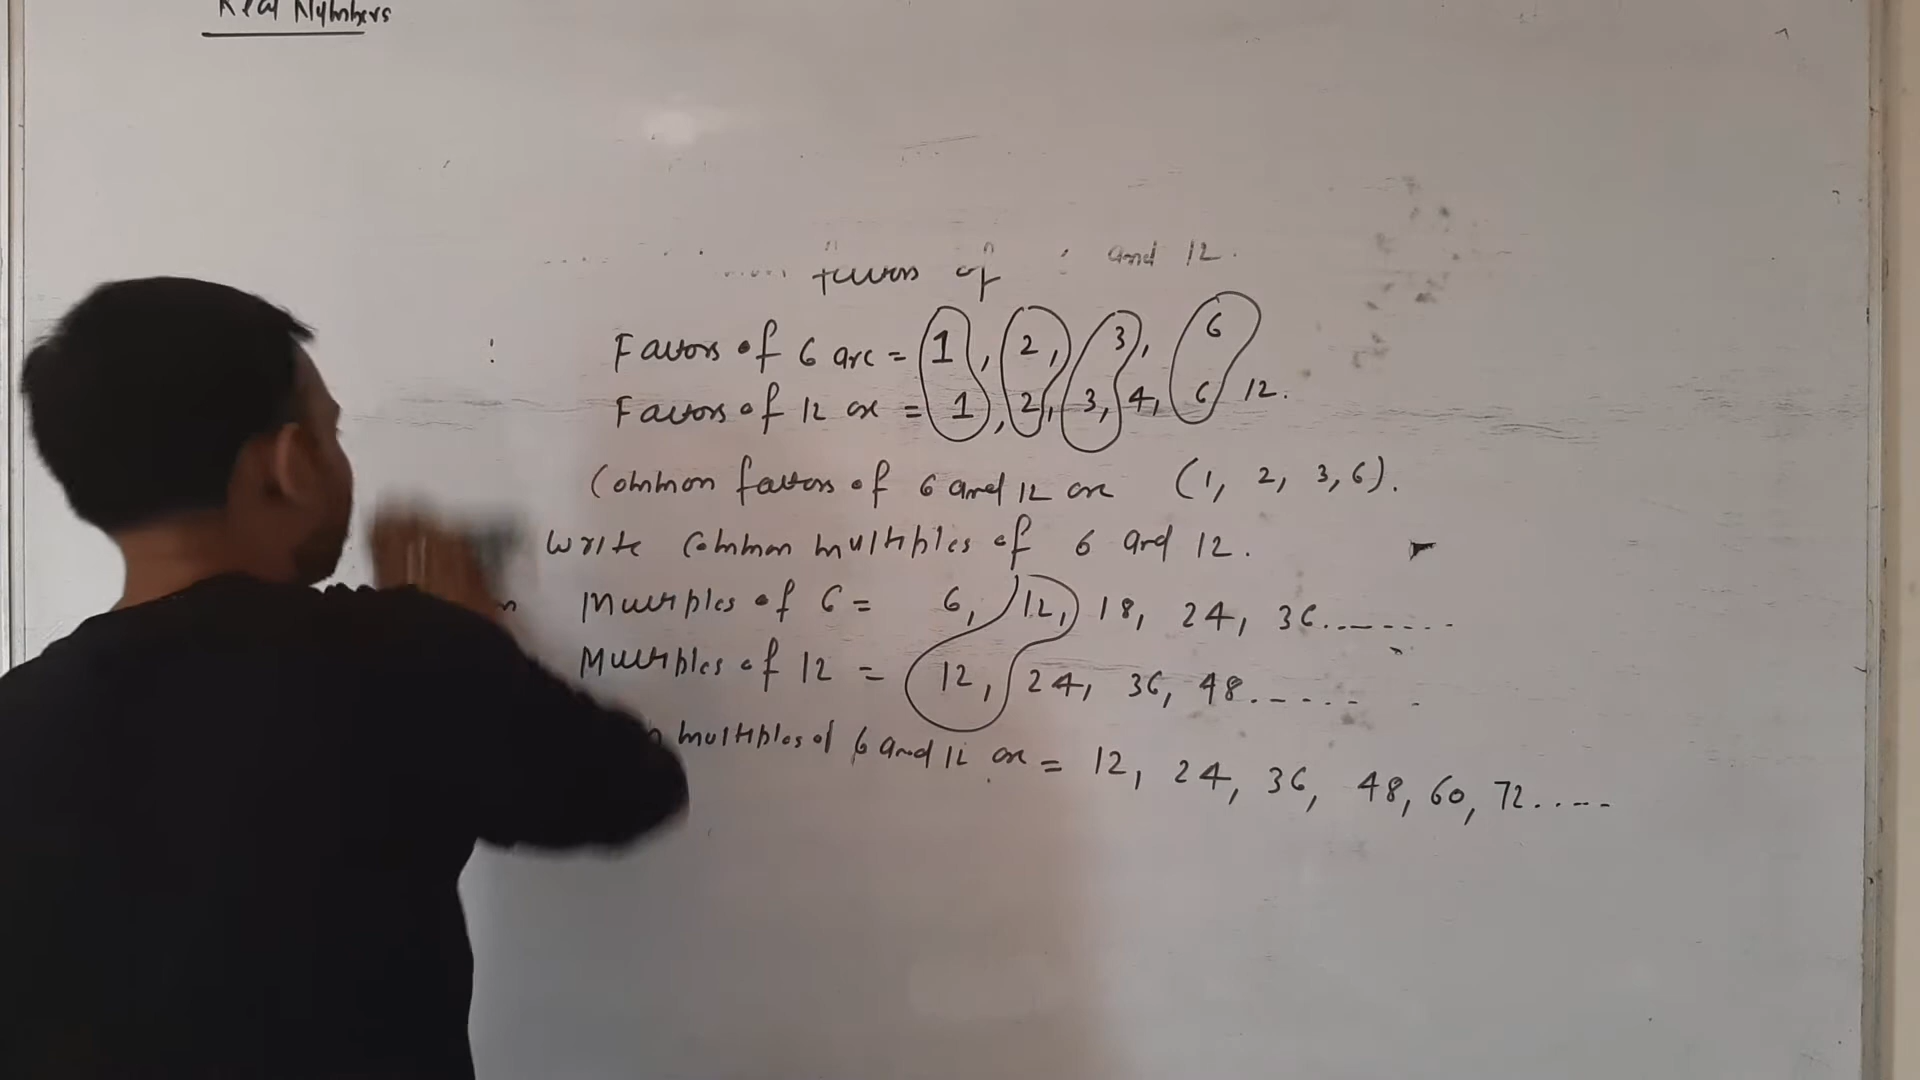 Real Numbers
of and 12.
Factors of 6 are = 1, 2, 3, 6
Factors of 12 are = 1, 2, 3, 4, 6 12.
Common factors of 6 and 12 are (1, 2, 3, 6).
Write Common multiples of 6 and 12.
Multiples of 6 = 6, 12, 18, 24, 36........
Multiples of 12 = 12, 24, 36, 48......
multiples of 6 and 12 are = 12, 24, 36, 48, 60, 72.....